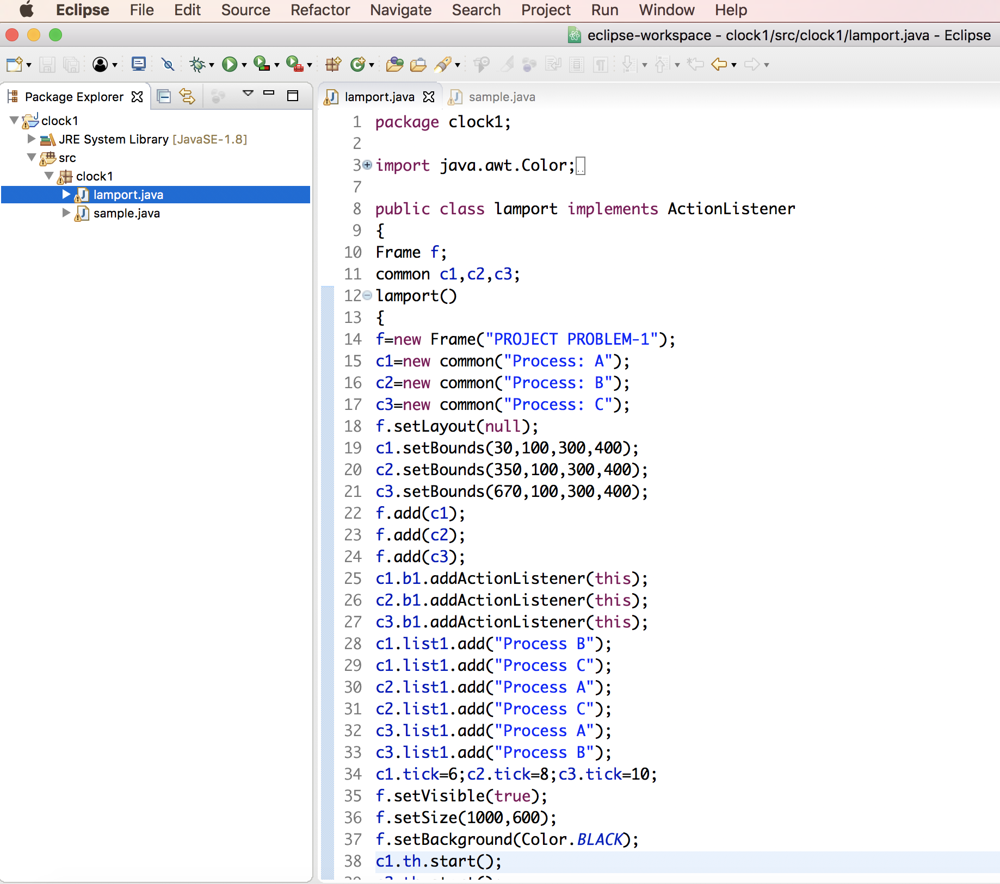 Eclipse File Edit Source Refactor Navigate Search Project Run Window Help
eclipse-workspace - clock1/src/clock1/lamport.java - Eclipse
Package Explorer
clock1
JRE System Library [JavaSE-1.8]
src
clock1
lamport.java
sample.java
lamport.java sample.java
1 package clock1;
2
3 import java.awt.Color;
7
8 public class lamport implements ActionListener
9 {
10 Frame f;
11 common c1,c2,c3;
12 lamport()
13 {
14 f=new Frame("PROJECT PROBLEM-1");
15 c1=new common("Process: A");
16 c2=new common("Process: B");
17 c3=new common("Process: C");
18 f.setLayout(null);
19 c1.setBounds(30,100,300,400);
20 c2.setBounds(350,100,300,400);
21 c3.setBounds(670,100,300,400);
22 f.add(c1);
23 f.add(c2);
24 f.add(c3);
25 c1.b1.addActionListener(this);
26 c2.b1.addActionListener(this);
27 c3.b1.addActionListener(this);
28 c1.list1.add("Process B");
29 c1.list1.add("Process C");
30 c2.list1.add("Process A");
31 c2.list1.add("Process C");
32 c3.list1.add("Process A");
33 c3.list1.add("Process B");
34 c1.tick=6;c2.tick=8;c3.tick=10;
35 f.setVisible(true);
36 f.setSize(1000,600);
37 f.setBackground(Color.BLACK);
38 c1.th.start();